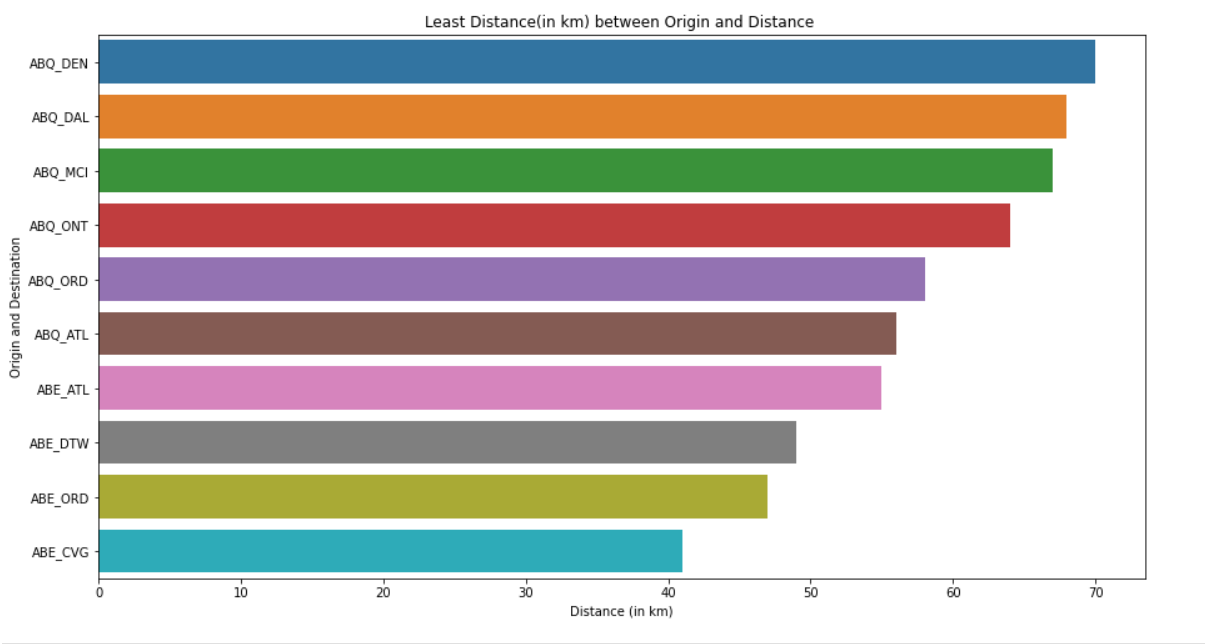 Least Distance(in km) between Origin and Distance
Origin and Destination
ABQ_DEN
ABQ_DAL
ABQ_MCI
ABQ_ONT
ABQ_ORD
ABQ_ATL
ABE_ATL
ABE_DTW
ABE_ORD
ABE_CVG
0 10 20 30 40 50 60 70
Distance (in km)